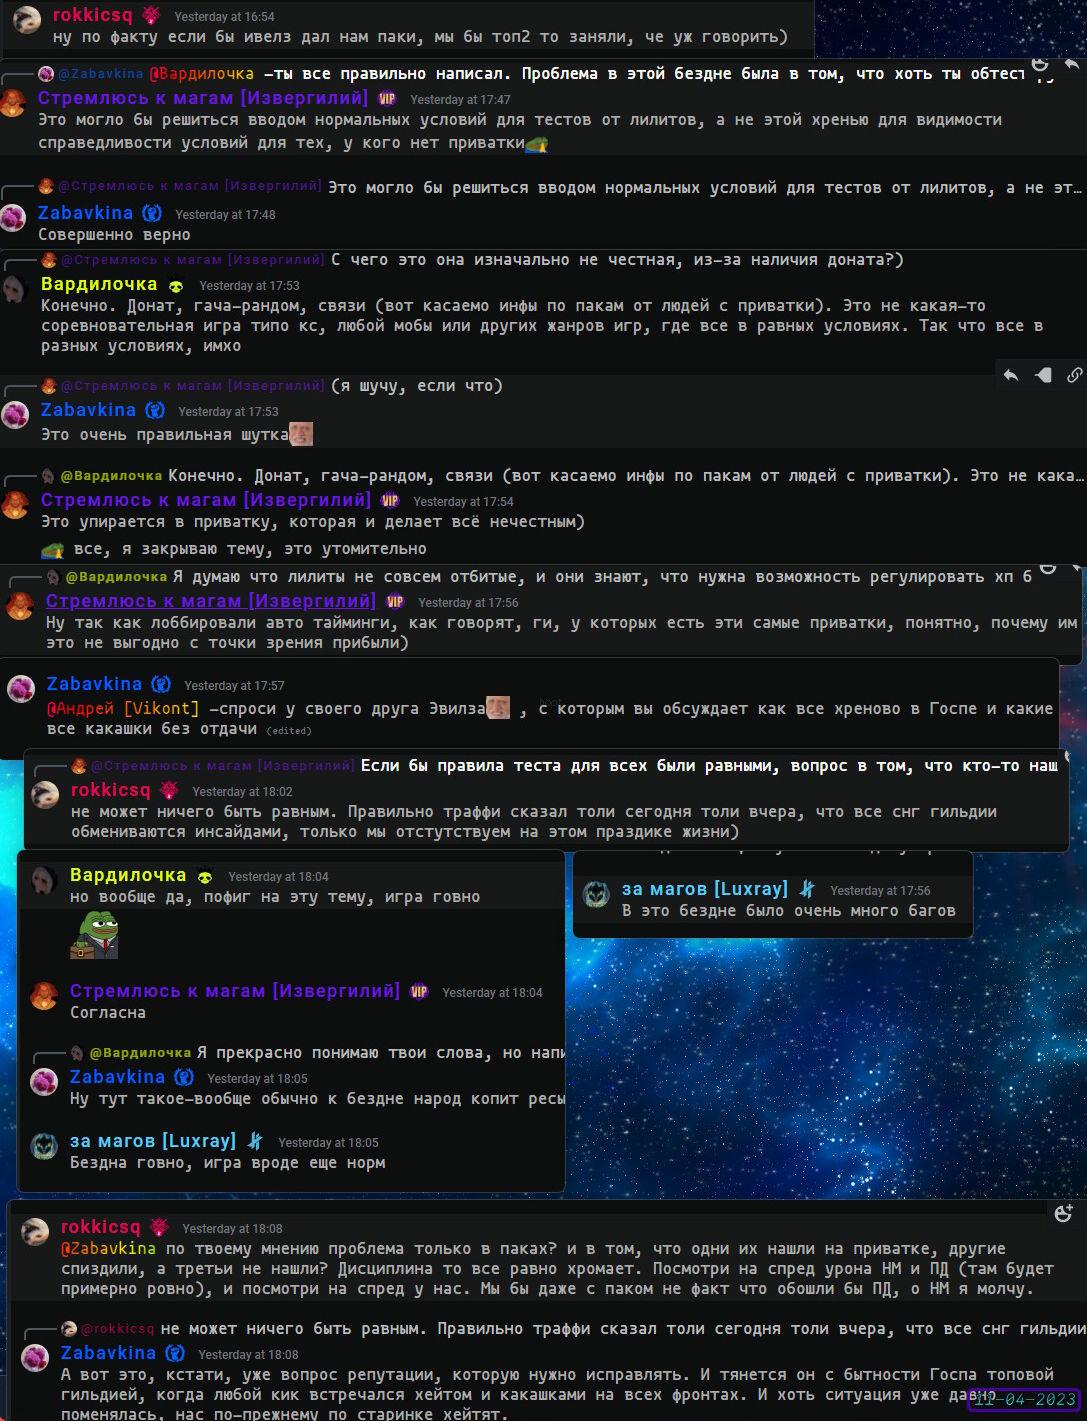 rokkicsq Yesterday at 16:54
ну по факту если бы ивелз дал нам паки, мы бы топ2 то заняли, че уж говорить)
@Zabavkina @Вардилочка -ты все правильно написал. Проблема в этой бездне была в том, что хоть ты обтест
Стремлюсь к магам [Извергилий] VIP Yesterday at 17:47
Это могло бы решиться вводом нормальных условий для тестов от лилитов, а не этой хренью для видимости
справедливости условий для тех, у кого нет приватки
@Стремлюсь к магам [Извергилий] Это могло бы решиться вводом нормальных условий для тестов от лилитов, а не эт…
Zabavkina Yesterday at 17:48
Совершенно верно
@Стремлюсь к магам [Извергилий] С чего это она изначально не честная, из-за наличия доната?)
Вардилочка Yesterday at 17:53
Конечно. Донат, гача-рандом, связи (вот касаемо инфы по пакам от людей с приватки). Это не какая-то
соревновательная игра типо кс, любой мобы или других жанров игр, где все в равных условиях. Так что все в
разных условиях, имхо
@Стремлюсь к магам [Извергилий] (я шучу, если что)
Zabavkina Yesterday at 17:53
Это очень правильная шутка
@Вардилочка Конечно. Донат, гача-рандом, связи (вот касаемо инфы по пакам от людей с приватки). Это не кака…
Стремлюсь к магам [Извергилий] VIP Yesterday at 17:54
Это упирается в приватку, которая и делает всё нечестным)
все, я закрываю тему, это утомительно
@Вардилочка Я думаю что лилиты не совсем отбитые, и они знают, что нужна возможность регулировать хп б
Стремлюсь к магам [Извергилий] VIP Yesterday at 17:56
Ну так как лоббировали авто тайминги, как говорят, ги, у которых есть эти самые приватки, понятно, почему им
это не выгодно с точки зрения прибыли)
Zabavkina Yesterday at 17:57
@Андрей [Vikont] -спроси у своего друга Эвилза , с которым вы обсуждает как все хреново в Госпе и какие
все какашки без отдачи (edited)
@Стремлюсь к магам [Извергилий] Если бы правила теста для всех были равными, вопрос в том, что кто-то наш
rokkicsq Yesterday at 18:02
не может ничего быть равным. Правильно траффи сказал толи сегодня толи вчера, что все снг гильдии
обмениваются инсайдами, только мы отстутствуем на этом праздике жизни)
Вардилочка Yesterday at 18:04
но вообще да, пофиг на эту тему, игра говно
за магов [Luxray] Yesterday at 17:56
В это бездне было очень много багов
Стремлюсь к магам [Извергилий] VIP Yesterday at 18:04
Согласна
@Вардилочка Я прекрасно понимаю твои слова, но напи
Zabavkina Yesterday at 18:05
Ну тут такое-вообще обычно к бездне народ копит ресы
за магов [Luxray] Yesterday at 18:05
Бездна говно, игра вроде еще норм
rokkicsq Yesterday at 18:08
@Zabavkina по твоему мнению проблема только в паках? и в том, что одни их нашли на приватке, другие
спиздили, а третьи не нашли? Дисциплина то все равно хромает. Посмотри на спред урона НМ и ПД (там будет
примерно ровно), и посмотри на спред у нас. Мы бы даже с паком не факт что обошли бы ПД, о НМ я молчу.
@rokkicsq не может ничего быть равным. Правильно траффи сказал толи сегодня толи вчера, что все снг гильдии
Zabavkina Yesterday at 18:08
А вот это, кстати, уже вопрос репутации, которую нужно исправлять. И тянется он с бытности Госпа топовой
гильдией, когда любой кик встречался хейтом и какашками на всех фронтах. И хоть ситуация уже давно
поменялась, нас по-прежнему по старинке хейтят.
11-04-2023